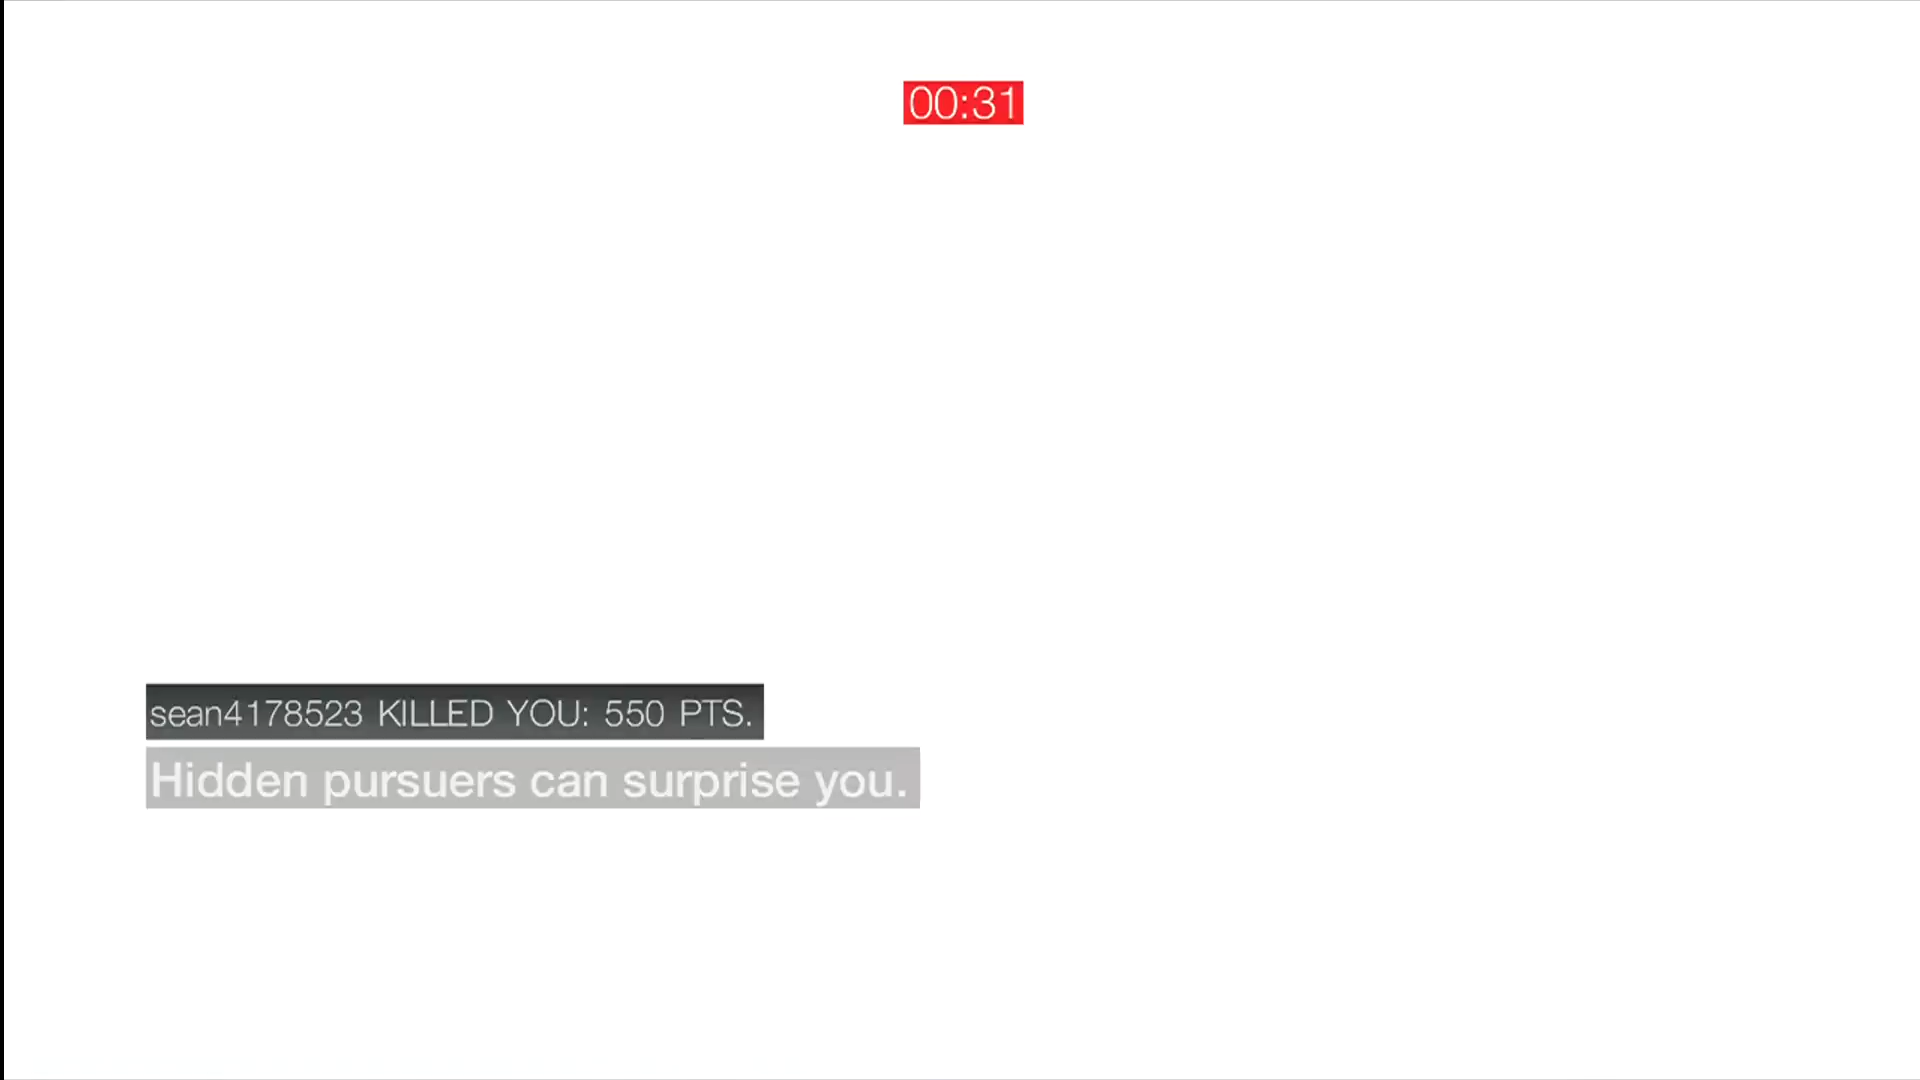 00:31
sean4178523 KILLED YOU: 550 PTS.
Hidden pursuers can surprise you.